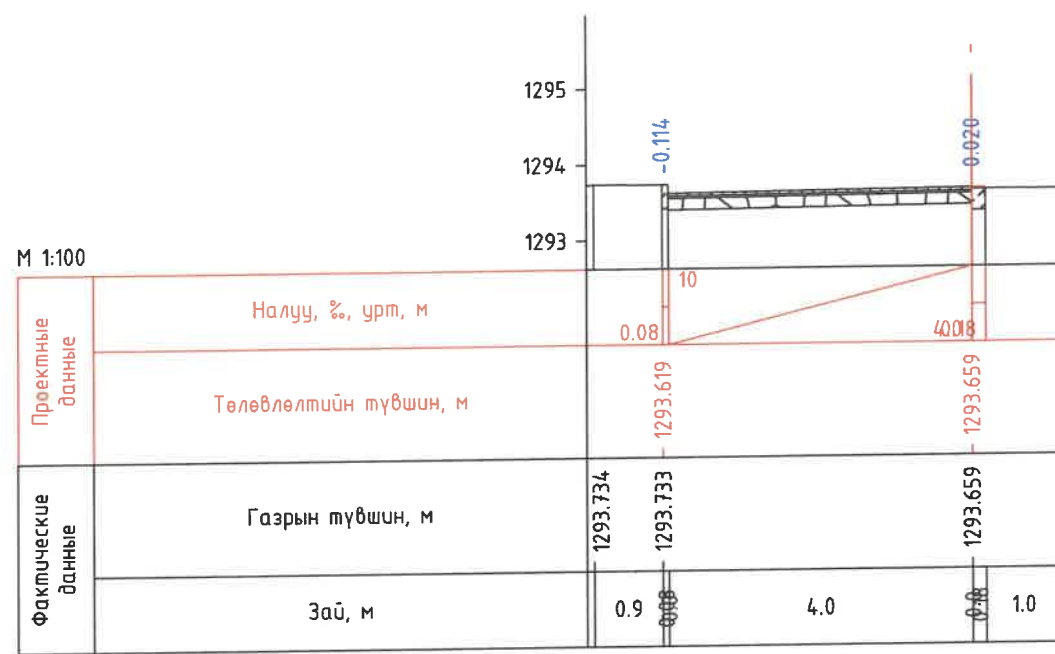 1295
1294
1293
-0.114
0.020
М 1:100
Проектные
данные
Налуу, ‰, урт, м
0.08
10
Төлөвлөлтийн түвшин, м
1293.619
1293.659
Фактические
данные
Газрын түвшин, м
1293.734
1293.733
1293.659
Зай, м
0.9
4.0
1.0